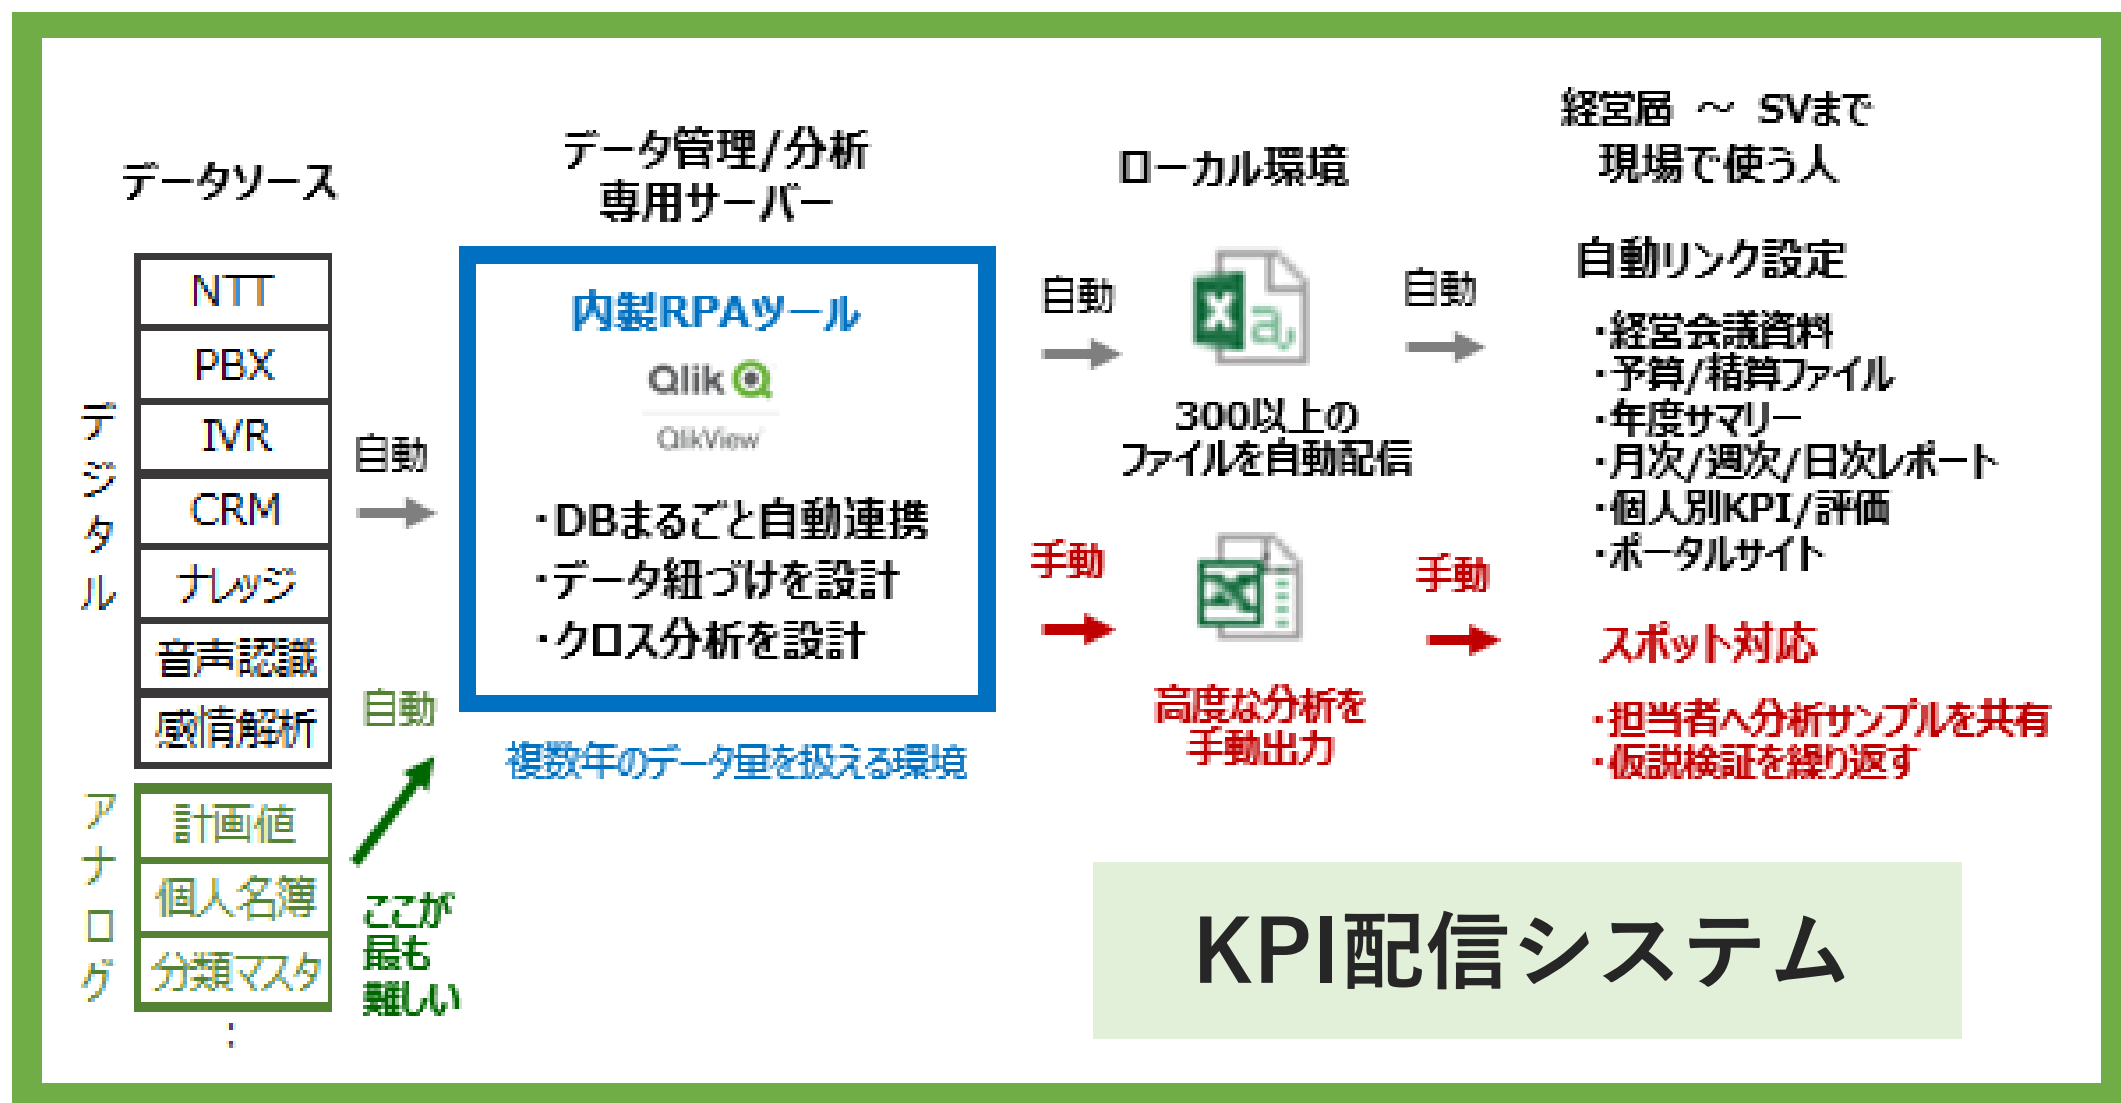 データソース
デジタル
NTT
PBX
IVR
CRM
ナレッジ
音声認識
感情解析
アナログ
計画値
個人名簿
分類マスタ
：
自動
自動
ここが
最も
難しい
データ管理/分析
専用サーバー
内製RPAツール
Qlik
QlikView
・DBまるごと自動連携
・データ紐づけを設計
・クロス分析を設計
複数年のデータ量を扱える環境
自動
手動
ローカル環境
X a,
300以上の
ファイルを自動配信
X
高度な分析を
手動出力
自動
手動
経営層 ～ SVまで
現場で使う人
自動リンク設定
・経営会議資料
・予算/精算ファイル
・年度サマリー
・月次/週次/日次レポート
・個人別KPI/評価
・ポータルサイト
スポット対応
・担当者へ分析サンプルを共有
・仮説検証を繰り返す
KPI配信システム